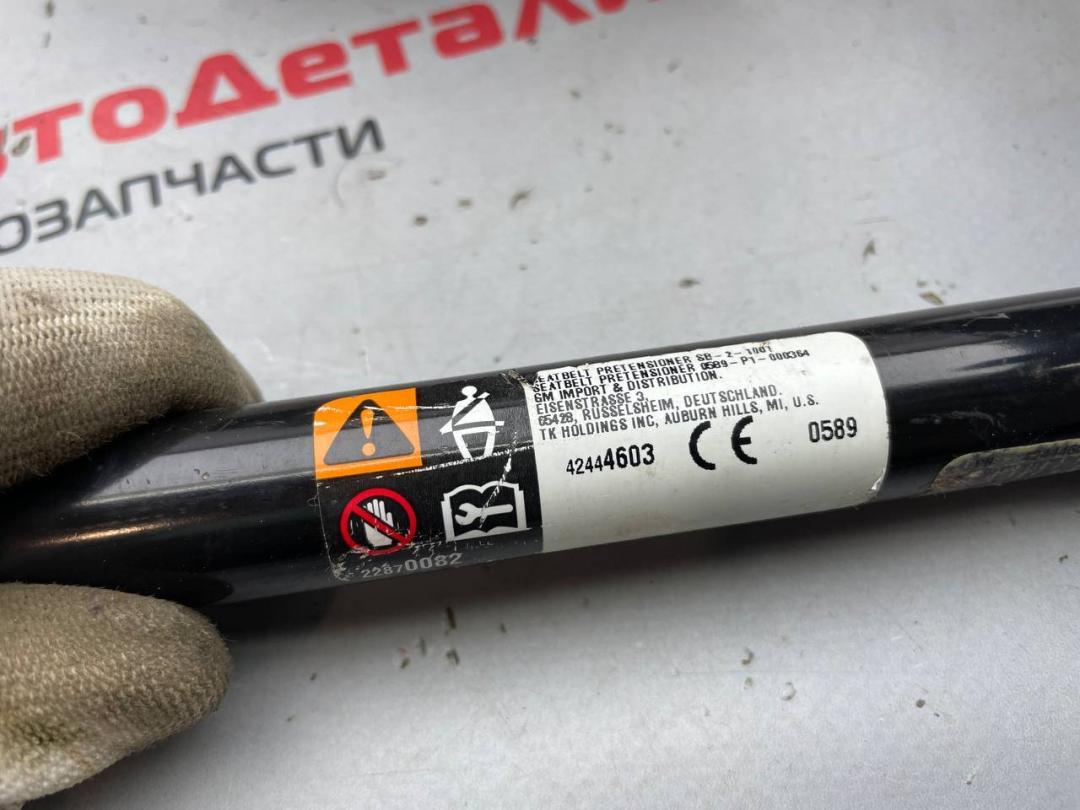 втоДетали
ОЗАПЧАСТИ
SEATBELT PRETENSIONER SB-2-1001
SEATBELT PRETENSIONER 0589-P1-000364
GM IMPORT & DISTRIBUTION.
EISENSTRASSE 3,
65428, RUSSELSHEIM, DEUTSCHLAND.
TK HOLDINGS INC, AUBURN HILLS, MI, U.S.
42444603 CE 0589
22870082